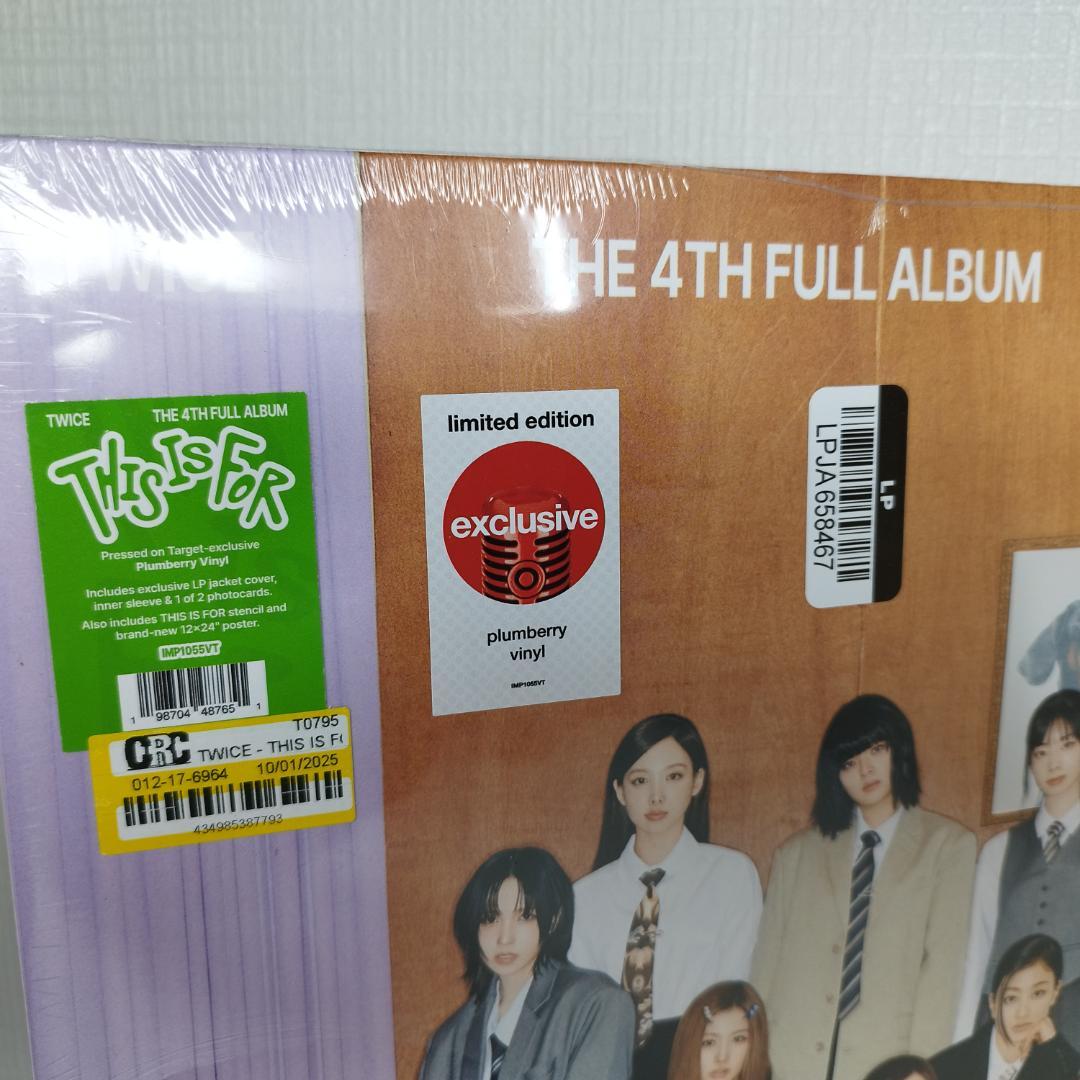 TWICE
THE 4TH FULL ALBUM
TWICE THE 4TH FULL ALBUM
THIS IS FOR
Pressed on Target-exclusive
Plumberry Vinyl
Includes exclusive LP jacket cover,
inner sleeve & 1 of 2 photocards.
Also includes THIS IS FOR stencil and
brand-new 12×24" poster.
IMP1055VT
1 98704 48765 1
T0795
CRC TWICE - THIS IS F
012-17-6964 10/01/2025
434985387793
limited edition
exclusive
plumberry
vinyl
IMP1055VT
LP
LPJA658467